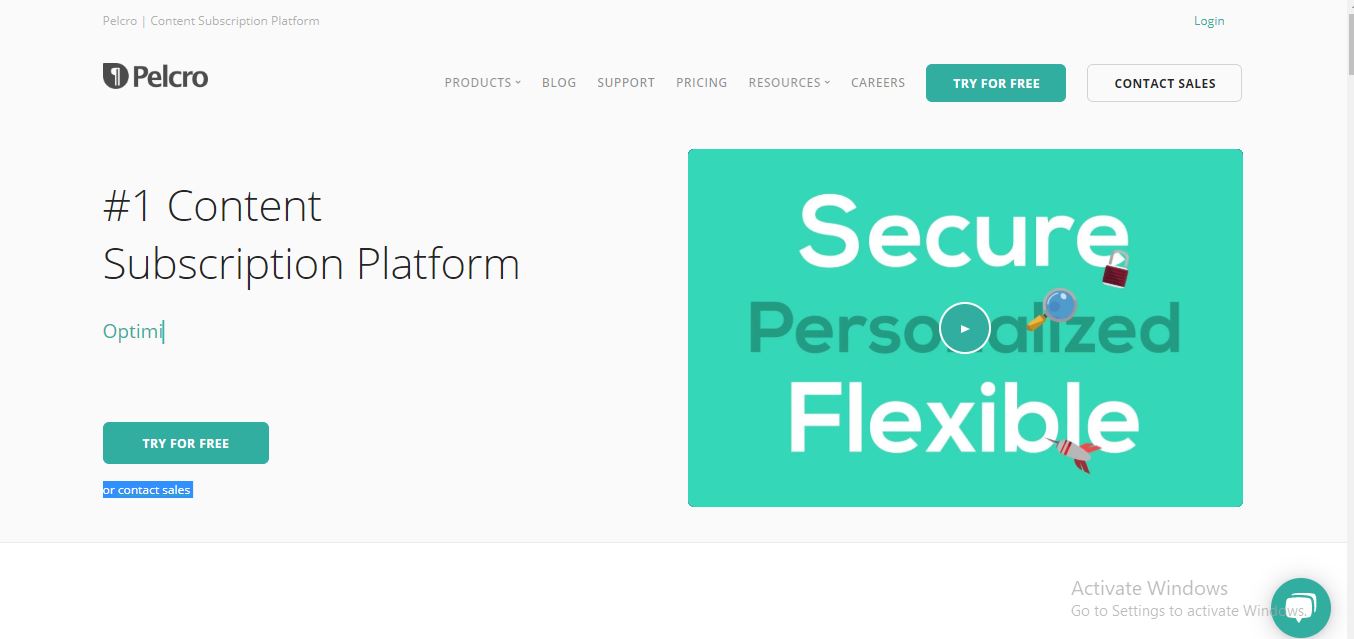 Pelcro | Content Subscription Platform
Login
Pelcro
PRODUCTS BLOG SUPPORT PRICING RESOURCES CAREERS TRY FOR FREE CONTACT SALES
#1 Content
Subscription Platform
Optimi
TRY FOR FREE
or contact sales
Secure
Personalized
Flexible
Activate Windows
Go to Settings to activate Windows.